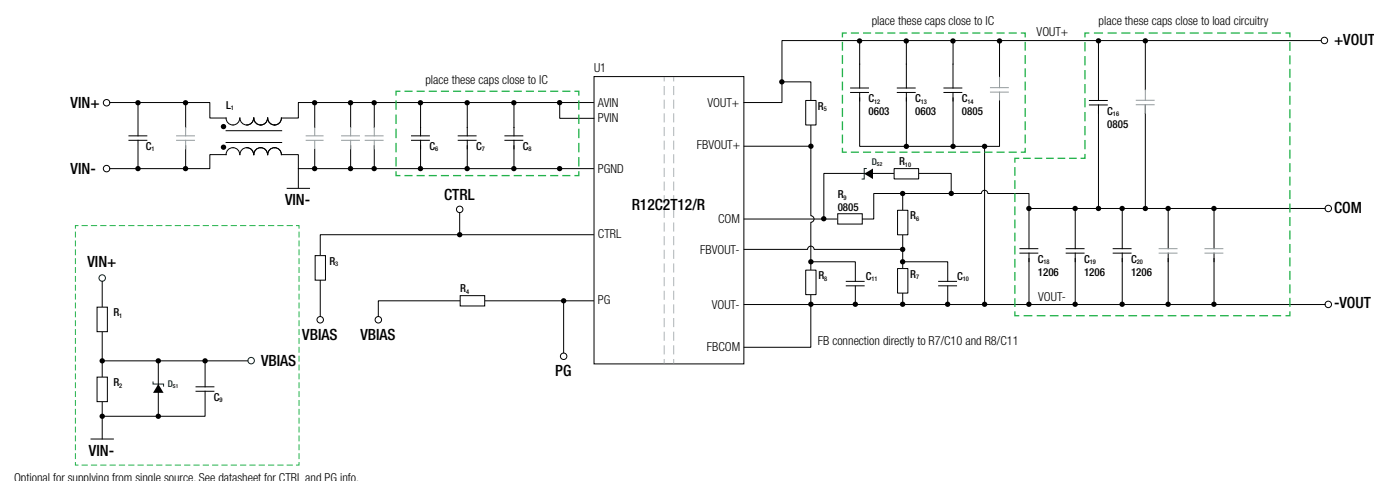 place these caps close to IC
place these caps close to load circuitry
VOUT+
+VOUT
U1
place these caps close to IC
VIN+
L1
AVIN
PVIN
VOUT+
R5
C12
0603
C13
0603
C14
0805
C16
0805
C1
C6
C7
C8
FBVOUT+
VIN-
PGND
VIN-
DS2
R10
CTRL
R12C2T12/R
R9
0805
COM
COM
R6
CTRL
FBVOUT-
VIN+
R3
C18
1206
C19
1206
C20
1206
R8
C11
R7
C10
R4
PG
VOUT-
VOUT-
-VOUT
R1
VBIAS
VBIAS
FBCOM
FB connection directly to R7/C10 and R8/C11
VBIAS
PG
R2
DS1
C9
VIN-
Optional for supplying from single source. See datasheet for CTRL and PG info.